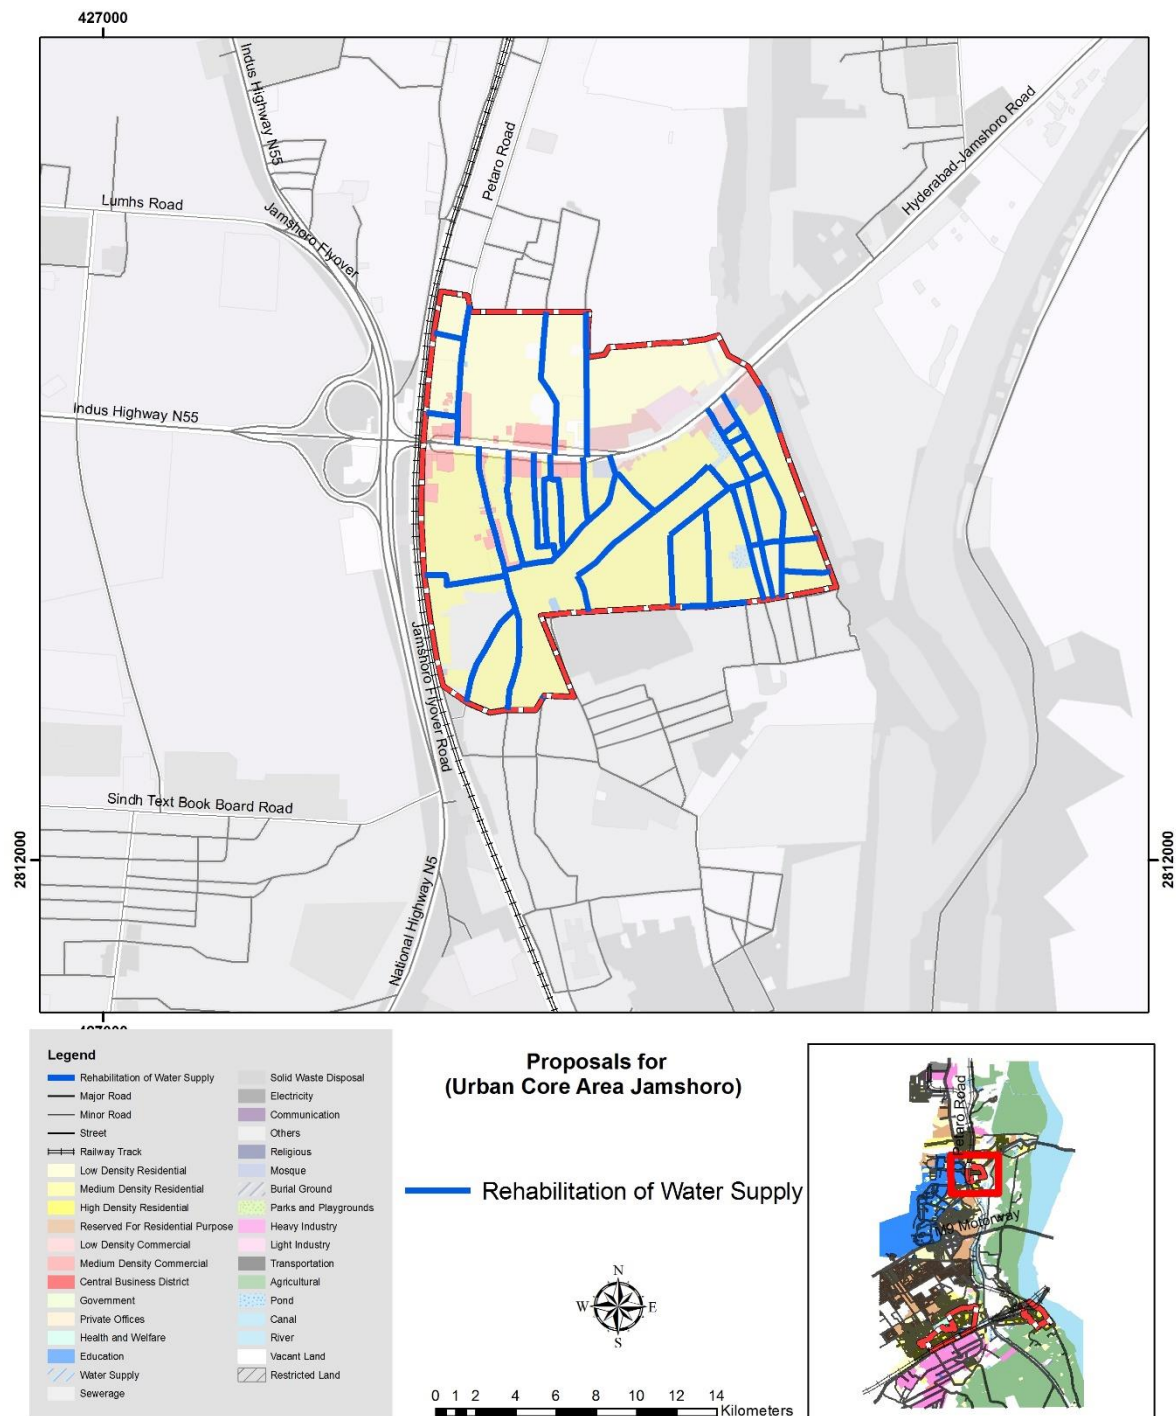 427000
Indus Highway N55
Petaro Road
Hyderabad-Jamshoro Road
Lumhs Road
Jamshoro Flyover
Indus Highway N55
Jamshoro Flyover Road
Sindh Text Book Board Road
National Highway N5
2812000
2812000
427000
Legend
Rehabilitation of Water Supply
Major Road
Minor Road
Street
Railway Track
Low Density Residential
Medium Density Residential
High Density Residential
Reserved For Residential Purpose
Low Density Commercial
Medium Density Commercial
Central Business District
Government
Private Offices
Health and Welfare
Education
Water Supply
Sewerage
Solid Waste Disposal
Electricity
Communication
Others
Religious
Mosque
Burial Ground
Parks and Playgrounds
Heavy Industry
Light Industry
Transportation
Agricultural
Pond
Canal
River
Vacant Land
Restricted Land
Proposals for
(Urban Core Area Jamshoro)
Rehabilitation of Water Supply
N
W E
S
0 1 2 4 6 8 10 12 14
Kilometers
Petaro Road
M9 Motorway